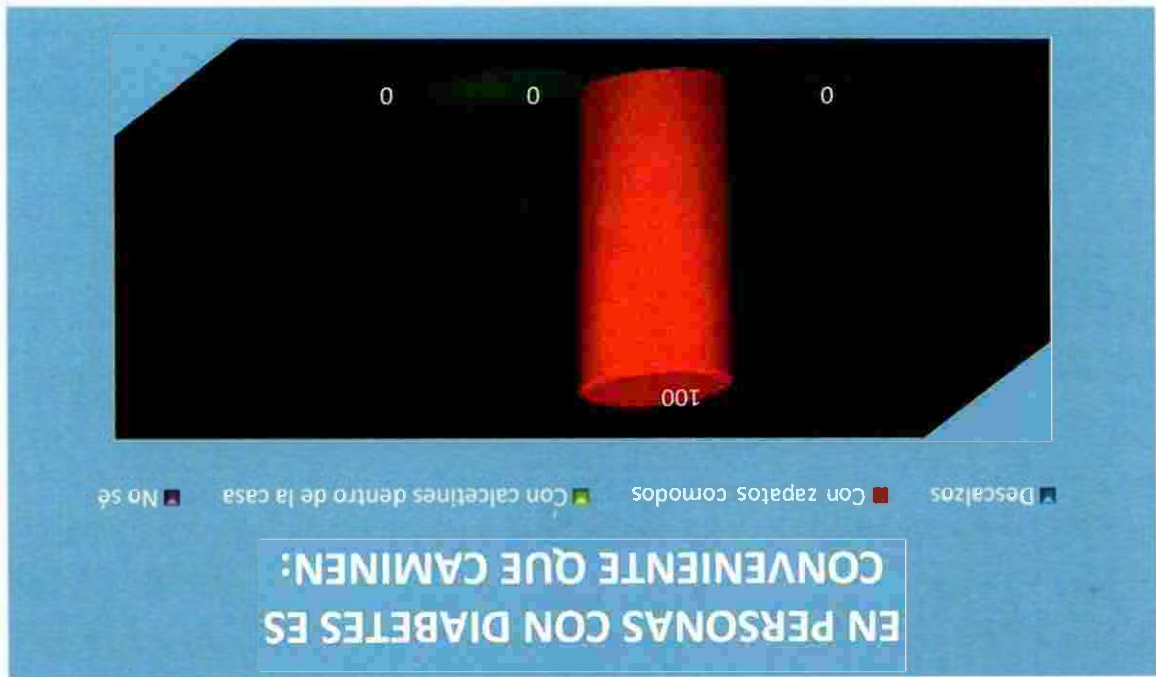 EN PERSONAS CON DIABETES ES
CONVENIENTE QUE CAMINEN:
Descalzos Con zapatos comodos Con calcetines dentro de la casa No sé
100
0 0 0